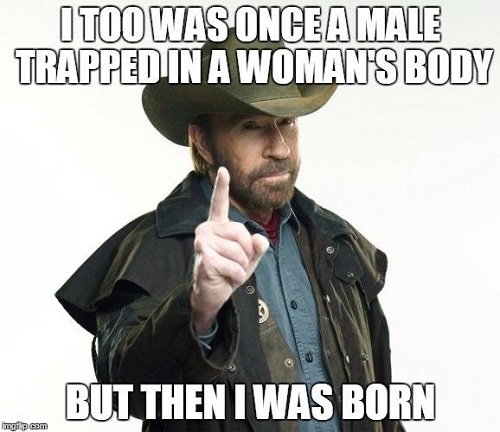 I TOO WAS ONCE A MALE
TRAPPED IN A WOMAN'S BODY
BUT THEN I WAS BORN
imgflip.com